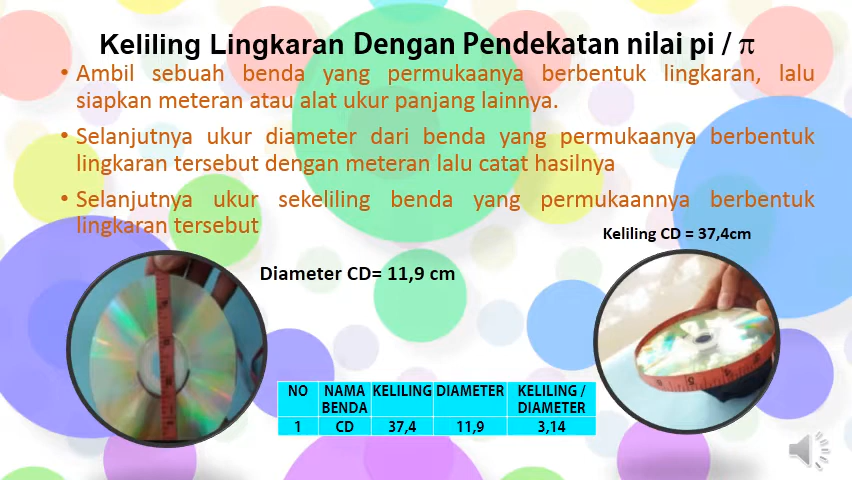 Keliling Lingkaran Dengan Pendekatan nilai pi / π
• Ambil sebuah benda yang permukaanya berbentuk lingkaran, lalu
siapkan meteran atau alat ukur panjang lainnya.
• Selanjutnya ukur diameter dari benda yang permukaanya berbentuk
lingkaran tersebut dengan meteran lalu catat hasilnya
• Selanjutnya ukur sekeliling benda yang permukaannya berbentuk
lingkaran tersebut
Keliling CD = 37,4cm
Diameter CD= 11,9 cm
NO NAMA BENDA KELILING DIAMETER KELILING / DIAMETER
1 CD 37,4 11,9 3,14